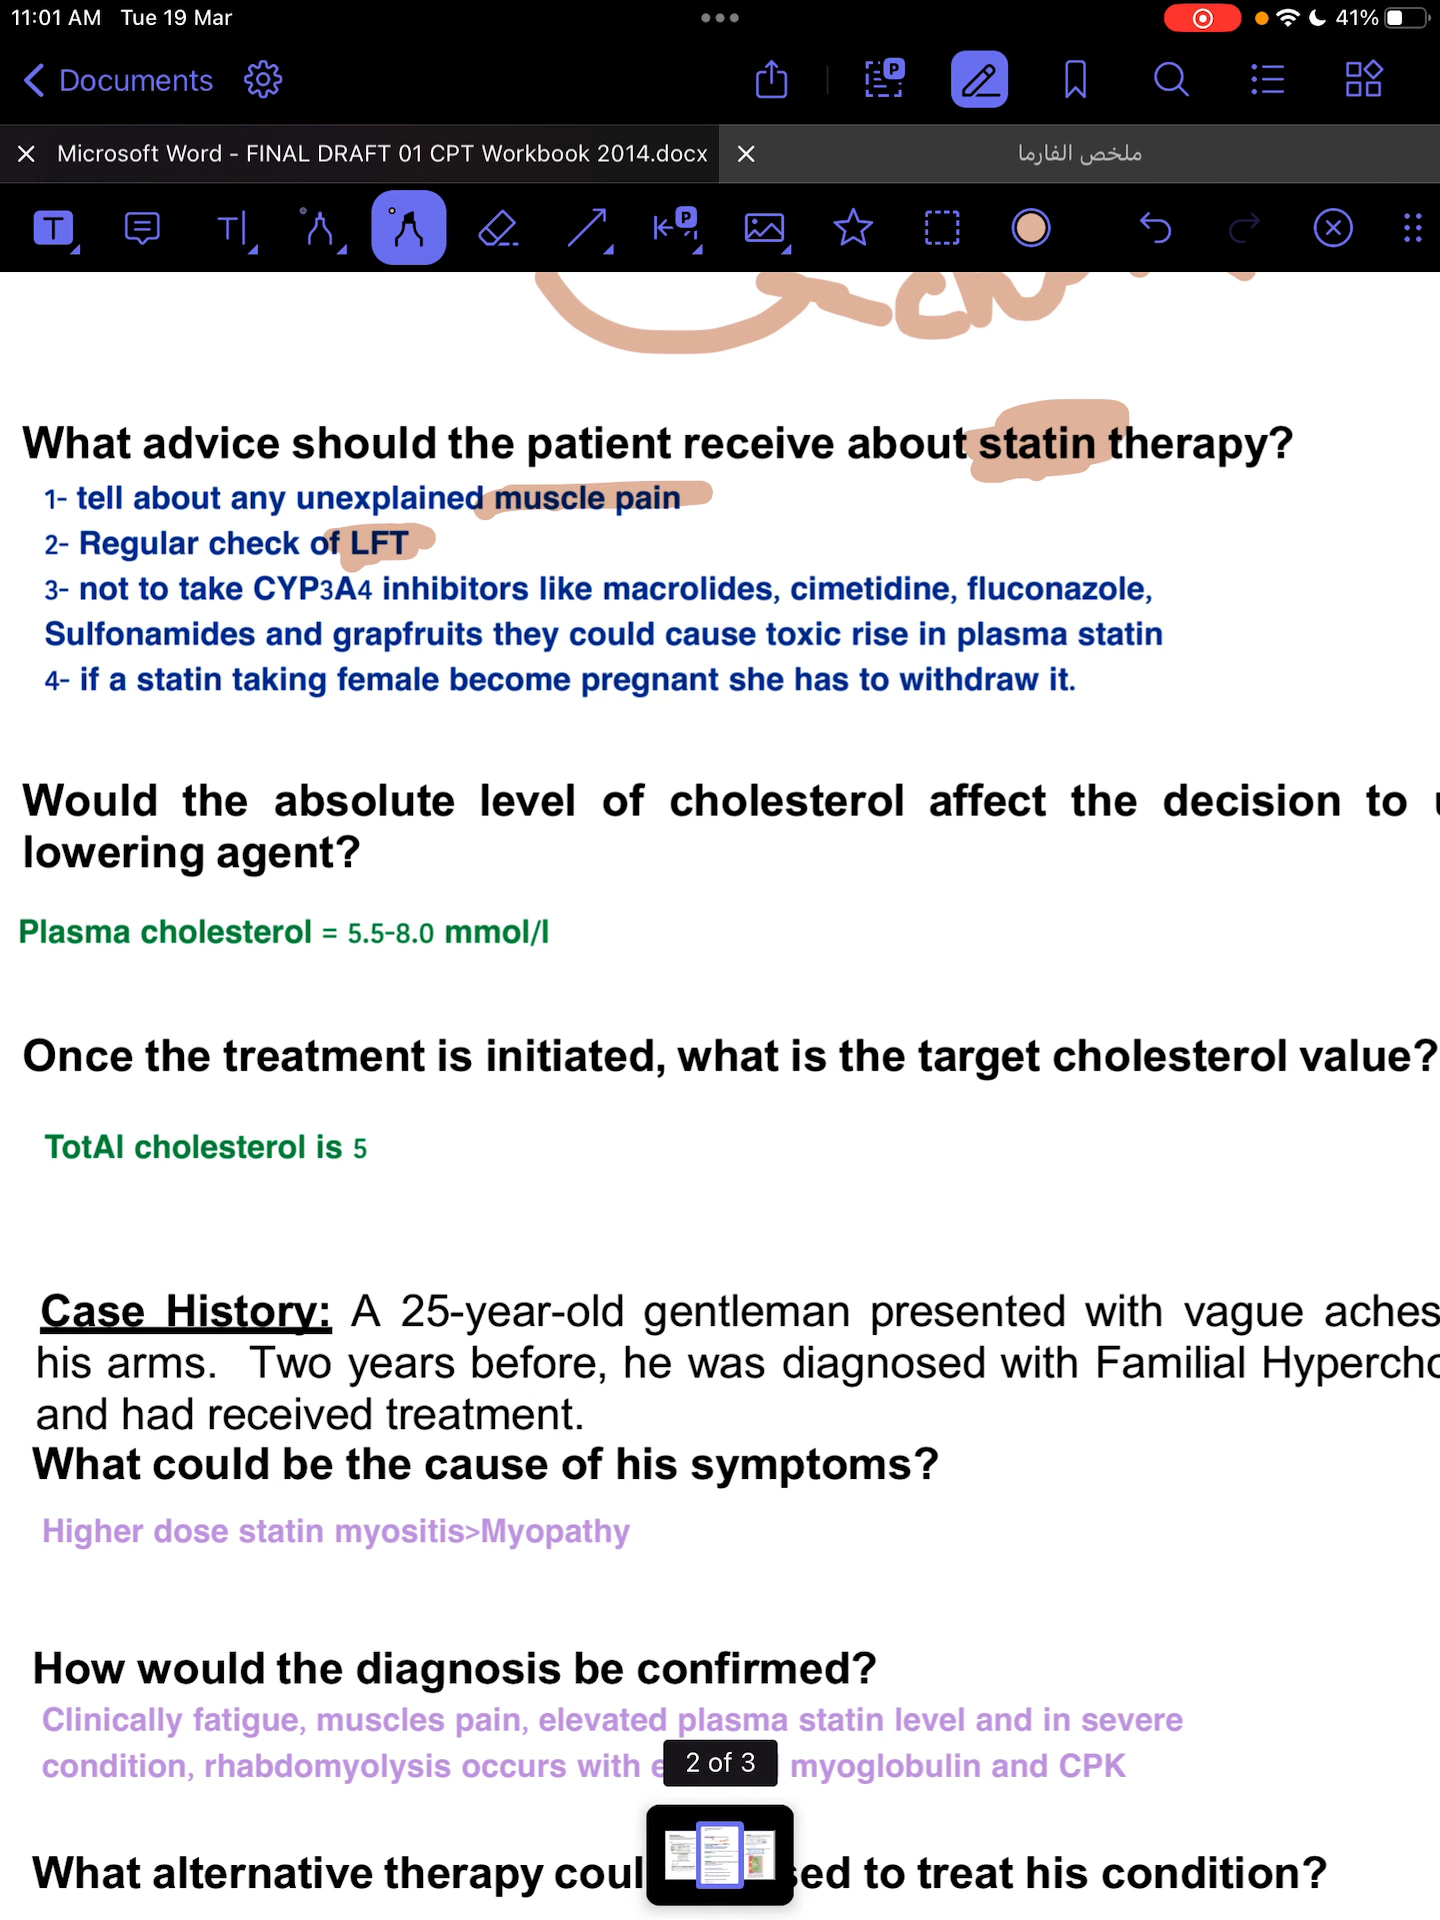 11:01 AM Tue 19 Mar
41%
Documents
Microsoft Word - FINAL DRAFT 01 CPT Workbook 2014.docx
ملخص الفارما
What advice should the patient receive about statin therapy?
1- tell about any unexplained muscle pain
2- Regular check of LFT
3- not to take CYP3A4 inhibitors like macrolides, cimetidine, fluconazole,
Sulfonamides and grapfruits they could cause toxic rise in plasma statin
4- if a statin taking female become pregnant she has to withdraw it.
Would the absolute level of cholesterol affect the decision to
lowering agent?
Plasma cholesterol = 5.5-8.0 mmol/l
Once the treatment is initiated, what is the target cholesterol value?
TotAl cholesterol is 5
Case History: A 25-year-old gentleman presented with vague aches
his arms. Two years before, he was diagnosed with Familial
and had received treatment.
What could be the cause of his symptoms?
Higher dose statin myositis>Myopathy
How would the diagnosis be confirmed?
Clinically fatigue, muscles pain, elevated plasma statin level and in severe
condition, rhabdomyolysis occurs with myoglobulin and CPK
2 of 3
What alternative therapy to treat his condition?